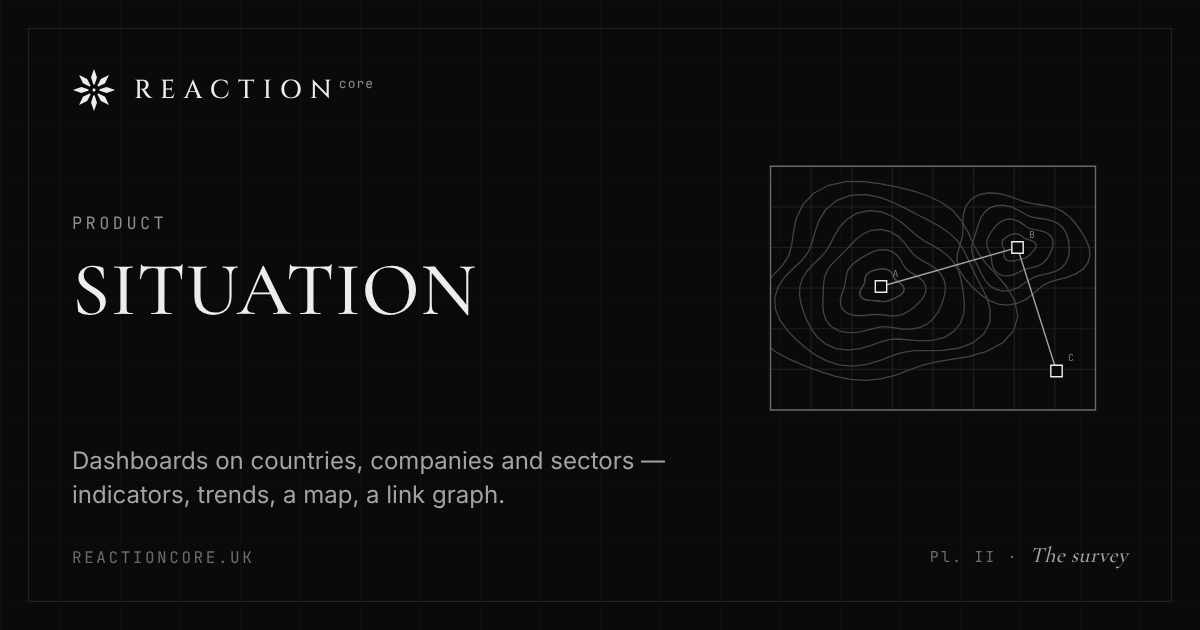 REACTION core
PRODUCT
SITUATION
A
B
C
Dashboards on countries, companies and sectors —
indicators, trends, a map, a link graph.
REACTIONCORE.UK
Pl. II · The survey